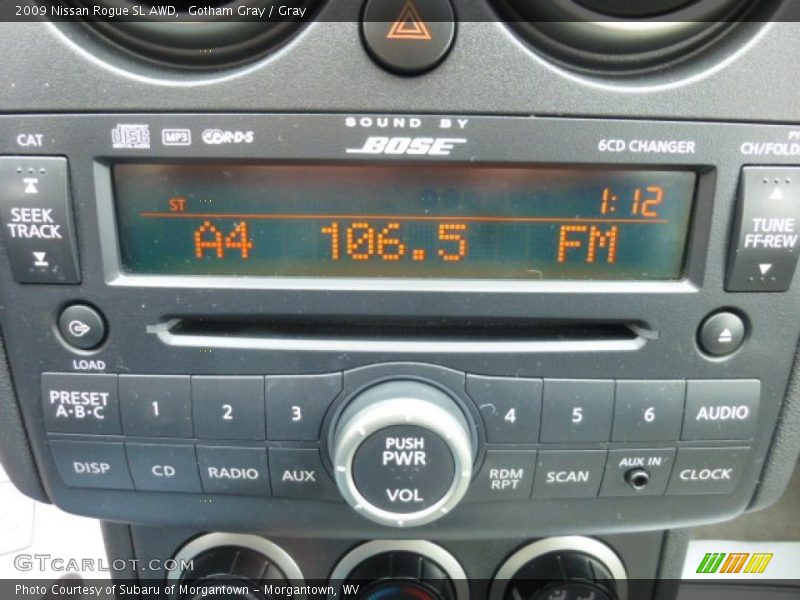 2009 Nissan Rogue SL AWD,  Gotham Gray / Gray
SOUND BY
BOSE
CAT
disc
MP3
R·D·S
6CD CHANGER
CH/FOLD
SEEK
TRACK
ST
1:12
A4 106.5 FM
TUNE
FF·REW
LOAD
PRESET
A·B·C
1
2
3
4
5
6
AUDIO
PUSH
PWR
VOL
DISP
CD
RADIO
AUX
RDM
RPT
SCAN
AUX IN
CLOCK
GTCARLOT.COM
Photo Courtesy of Subaru of Morgantown – Morgantown, WV